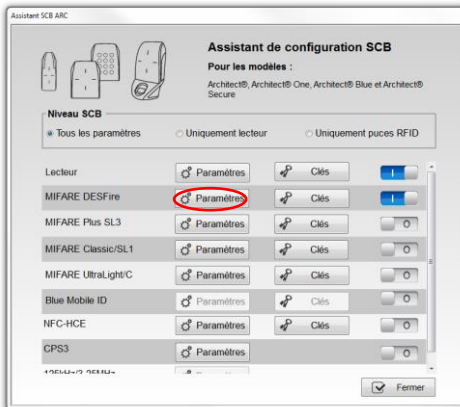 Assistant SCB ARC
Assistant de configuration SCB
Pour les modèles :
Architect®, Architect® One, Architect® Blue et Architect®
Secure
Niveau SCB
Tous les paramètres Uniquement lecteur Uniquement puces RFID
Lecteur Paramètres Clés I
MIFARE DESFire Paramètres Clés I
MIFARE Plus SL3 Paramètres Clés O
MIFARE Classic/SL1 Paramètres Clés O
MIFARE UltraLight/C Paramètres Clés O
Blue Mobile ID Paramètres Clés O
NFC-HCE Paramètres Clés O
CPS3 Paramètres O
125kHz/3.25MHz
Fermer